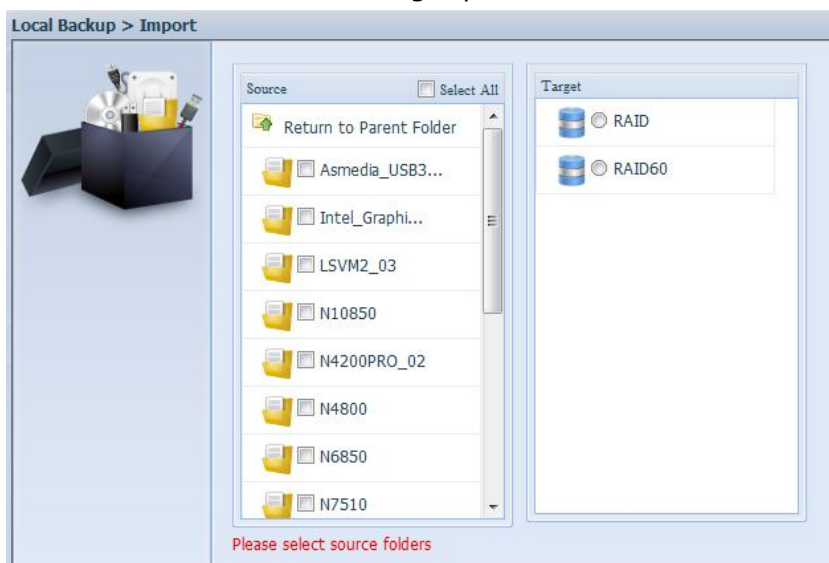 Local Backup > Import
Source
Select All
Return to Parent Folder
Asmedia_USB3...
Intel_Graphi...
LSVM2_03
N10850
N4200PRO_02
N4800
N6850
N7510
Please select source folders
Target
RAID
RAID60